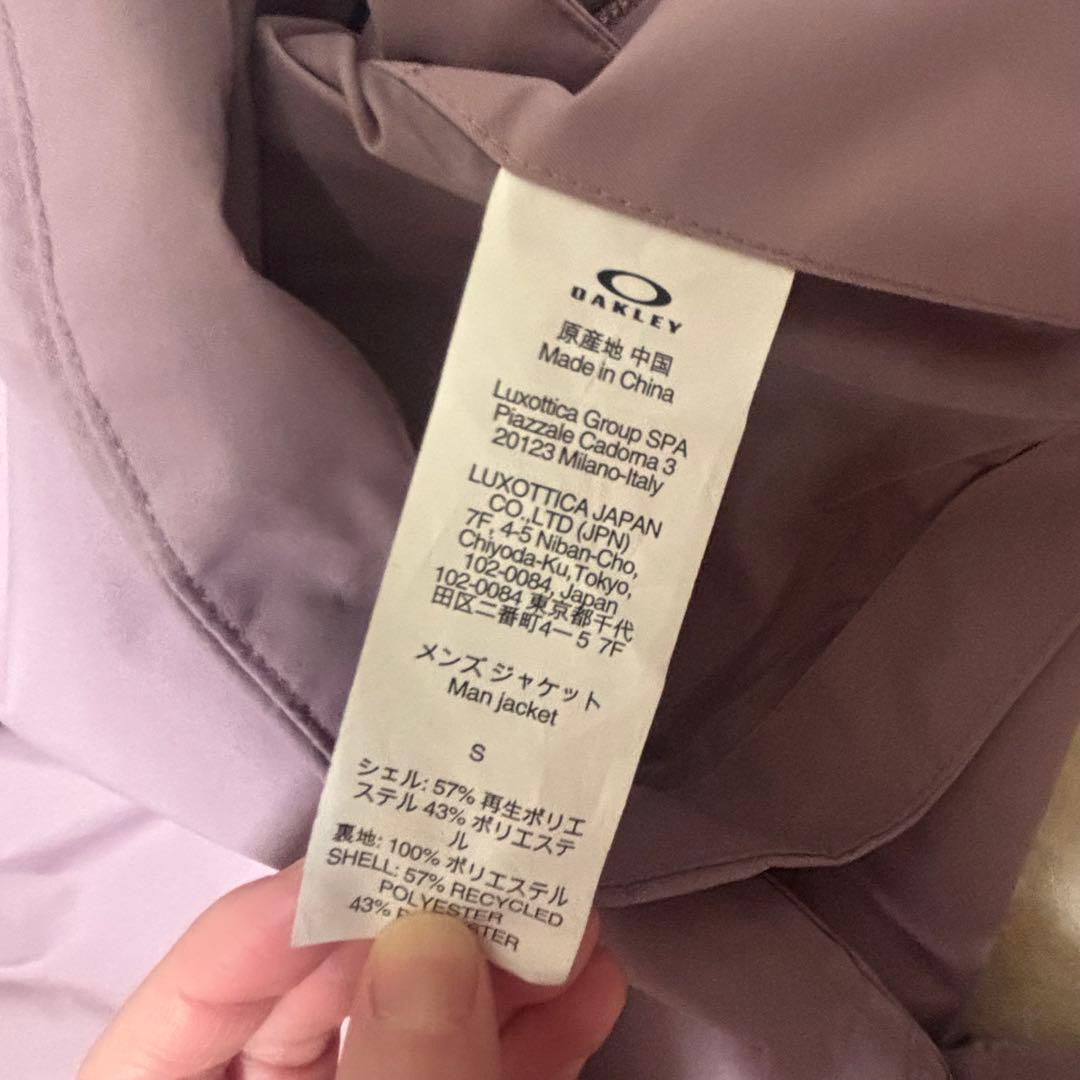 OAKLEY
原産地 中国
Made in China
Luxottica Group SPA
Piazzale Cadorna 3
20123 Milano-Italy
LUXOTTICA JAPAN
CO.,LTD (JPN)
7F, 4-5 Niban-Cho,
Chiyoda-Ku,Tokyo,
102-0084, Japan
102-0084 東京都千代
田区二番町4ー5 7F
メンズ ジャケット
Man jacket
S
シェル: 57% 再生ポリエ
ステル 43% ポリエステ
ル
裏地: 100% ポリエステル
SHELL: 57% RECYCLED
POLYESTER
43%